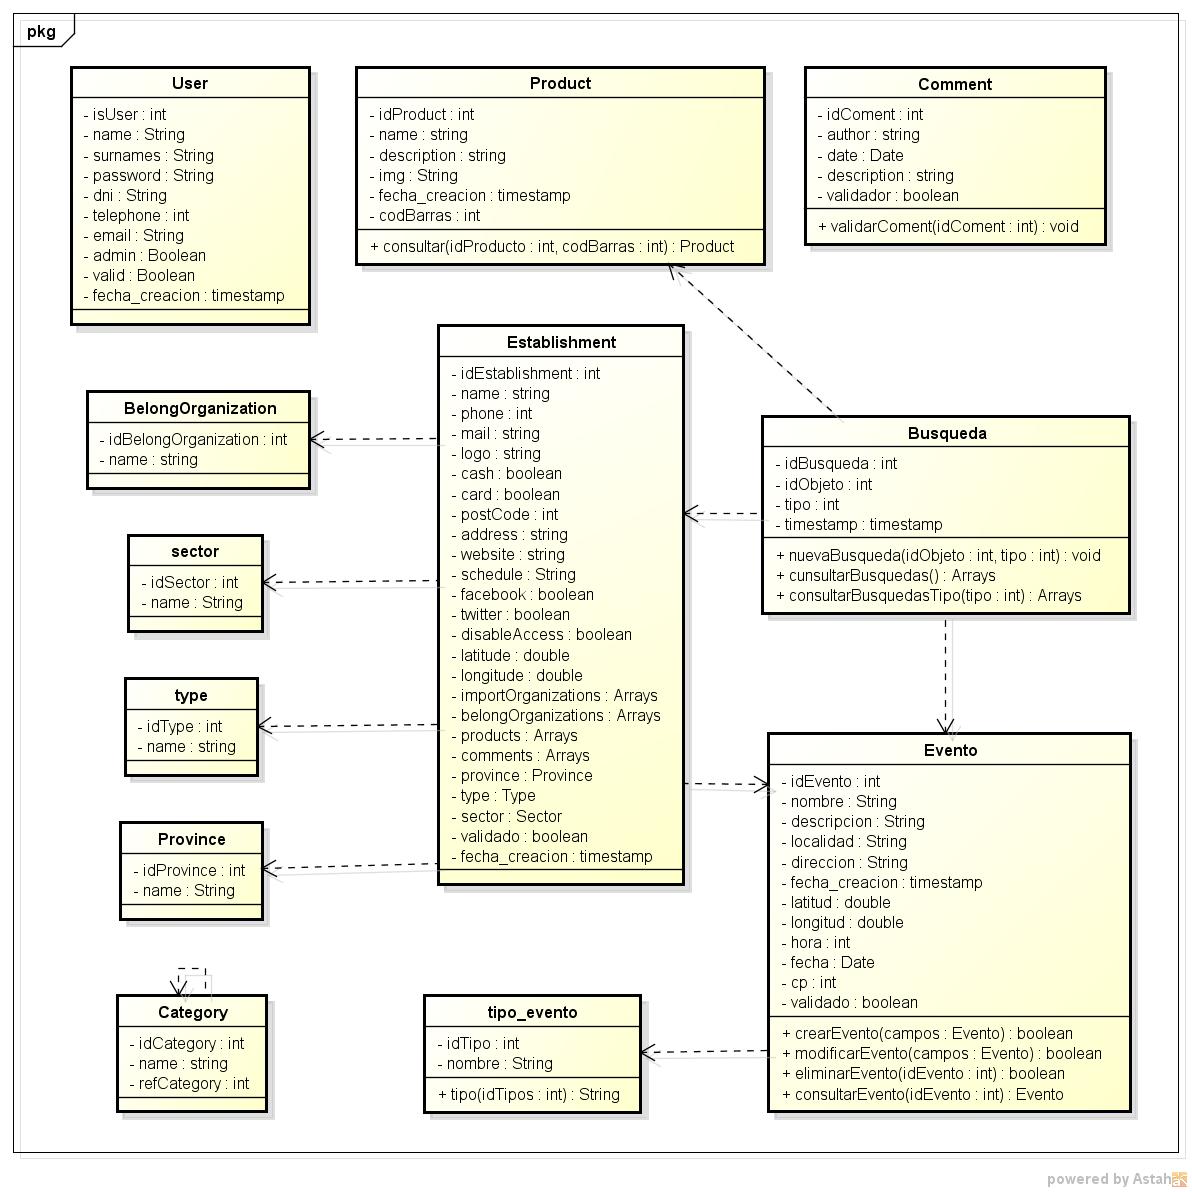 pkg
User
- isUser : int
- name : String
- surnames : String
- password : String
- dni : String
- telephone : int
- email : String
- admin : Boolean
- valid : Boolean
- fecha_creacion : timestamp
Product
- idProduct : int
- name : string
- description : string
- img : String
- fecha_creacion : timestamp
- codBarras : int
+ consultar(idProducto : int, codBarras : int) : Product
Comment
- idComent : int
- author : string
- date : Date
- description : string
- validador : boolean
+ validarComent(idComent : int) : void
BelongOrganization
- idBelongOrganization : int
- name : string
sector
- idSector : int
- name : String
type
- idType : int
- name : string
Province
- idProvince : int
- name : String
Category
- idCategory : int
- name : string
- refCategory : int
Establishment
- idEstablishment : int
- name : string
- phone : int
- mail : string
- logo : string
- cash : boolean
- card : boolean
- postCode : int
- address : string
- website : string
- schedule : String
- facebook : boolean
- twitter : boolean
- disableAccess : boolean
- latitude : double
- longitude : double
- importOrganizations : Arrays
- belongOrganizations : Arrays
- products : Arrays
- comments : Arrays
- province : Province
- type : Type
- sector : Sector
- validado : boolean
- fecha_creacion : timestamp
tipo_evento
- idTipo : int
- nombre : String
+ tipo(idTipos : int) : String
Busqueda
- idBusqueda : int
- idObjeto : int
- tipo : int
- timestamp : timestamp
+ nuevaBusqueda(idObjeto : int, tipo : int) : void
+ cunsultarBusquedas() : Arrays
+ consultarBusquedasTipo(tipo : int) : Arrays
Evento
- idEvento : int
- nombre : String
- descripcion : String
- localidad : String
- direccion : String
- fecha_creacion : timestamp
- latitud : double
- longitud : double
- hora : int
- fecha : Date
- cp : int
- validado : boolean
+ crearEvento(campos : Evento) : boolean
+ modificarEvento(campos : Evento) : boolean
+ eliminarEvento(idEvento : int) : boolean
+ consultarEvento(idEvento : int) : Evento
powered by Astah